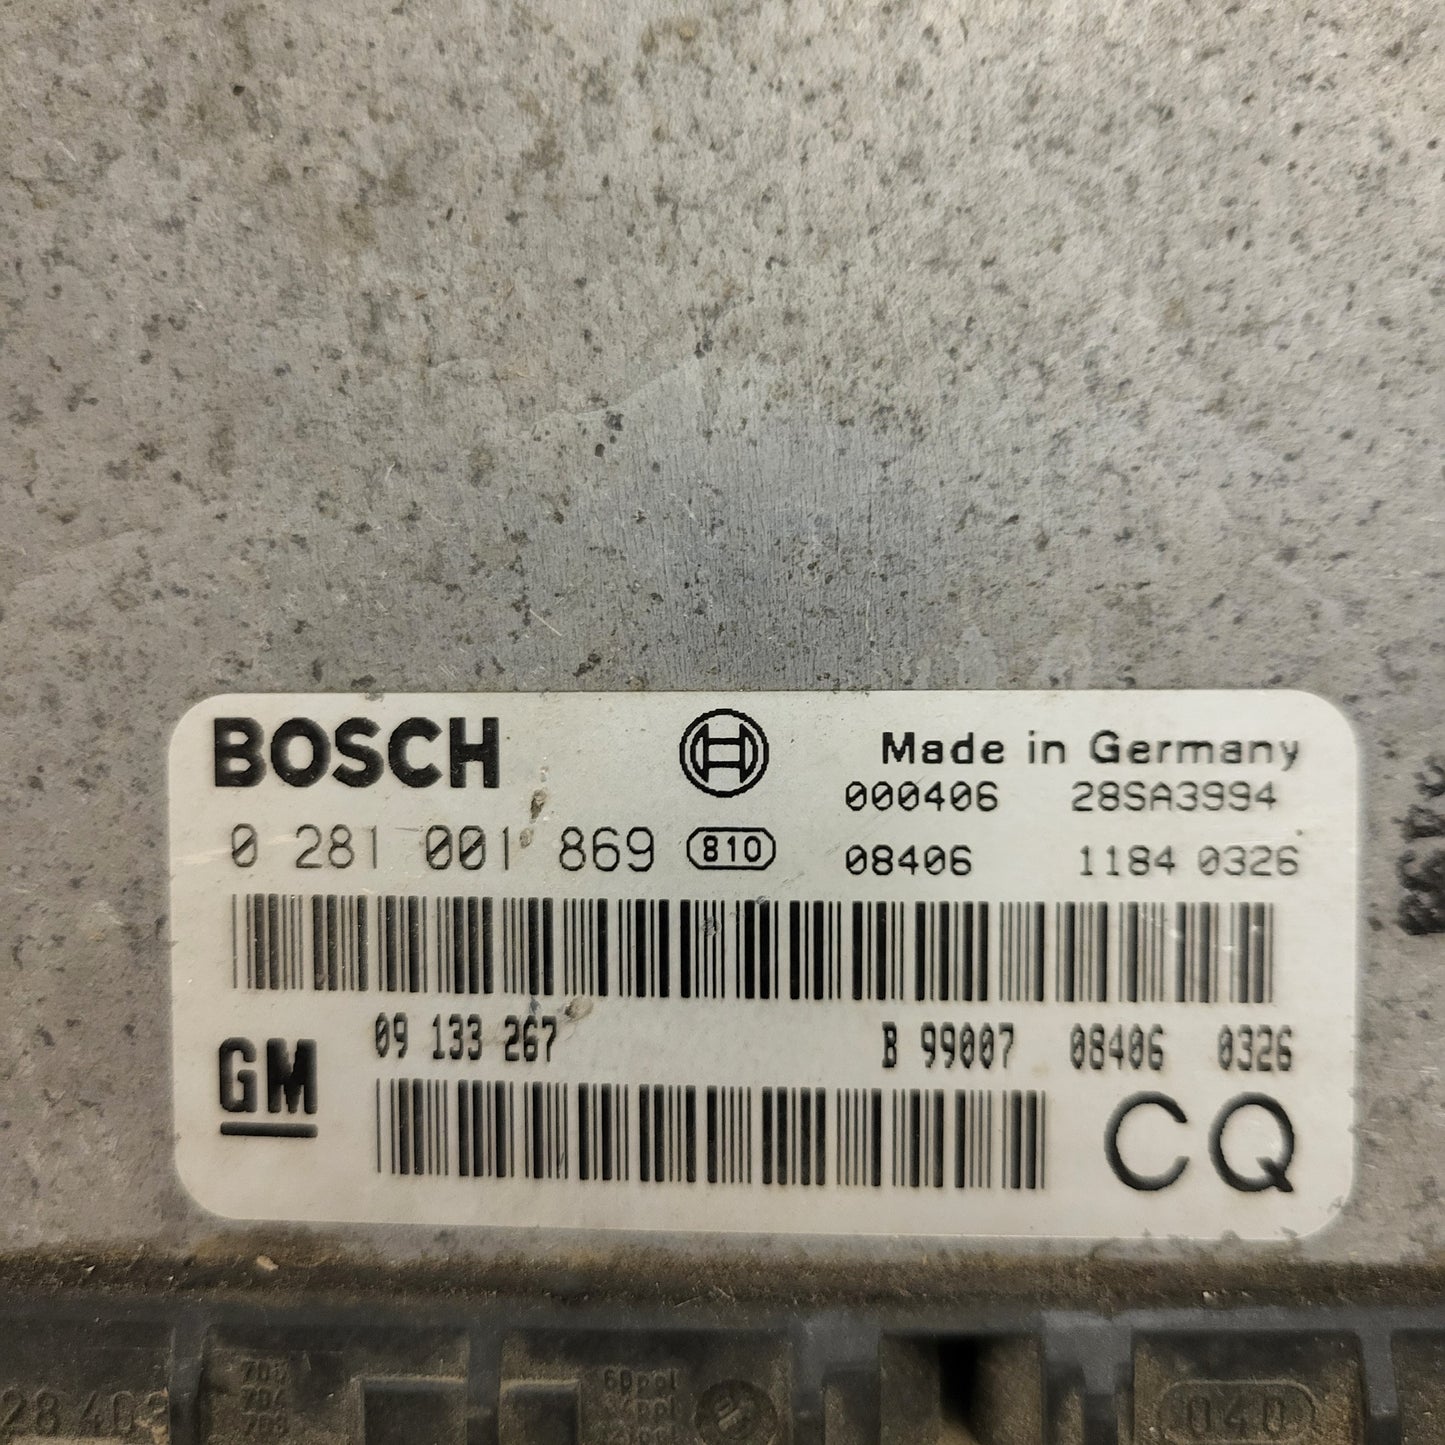 BOSCH Made in Germany
000406 28SA3994
0 281 001 869 810 08406 1184 0326
09 133 267 B 99007 08406 0326
GM CQ
040